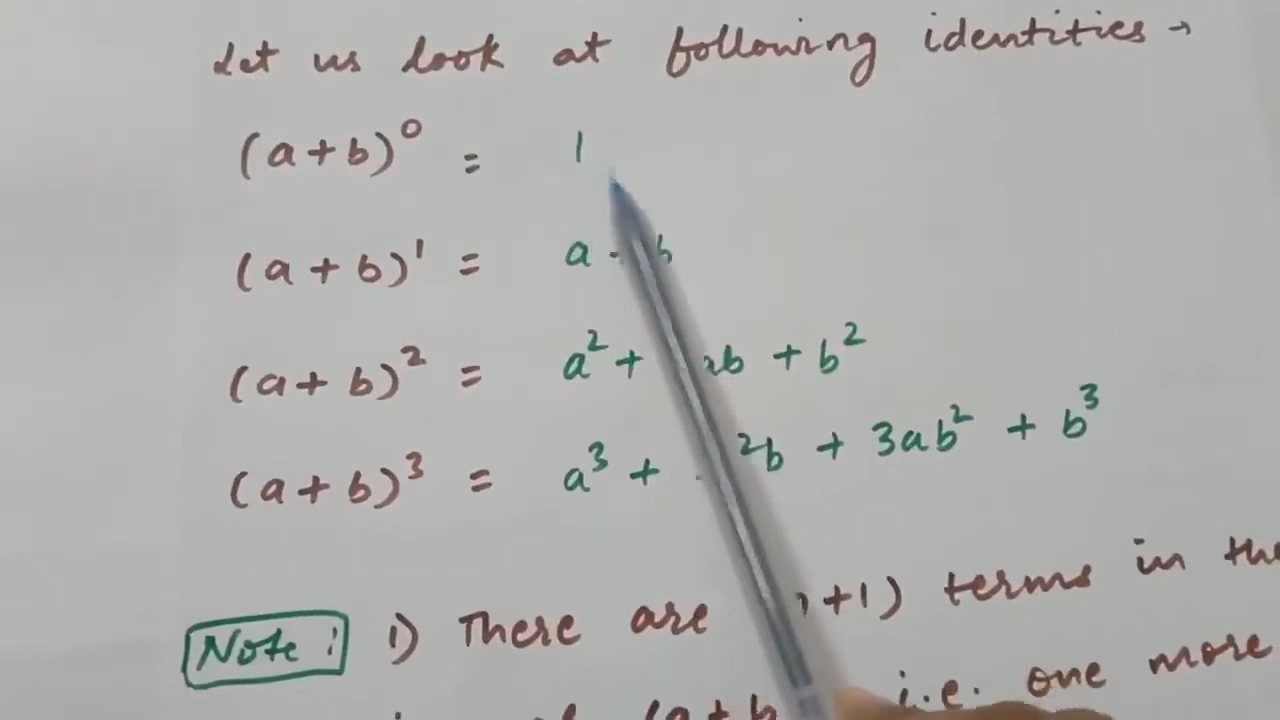 Let us look at following identities →
(a+b)⁰ = 1
(a+b)¹ = a b
(a+b)² = a² + b + b²
(a+b)³ = a³ + ²b + 3ab² + b³
Note: 1) There are +1) terms in
(a+b i.e. one more